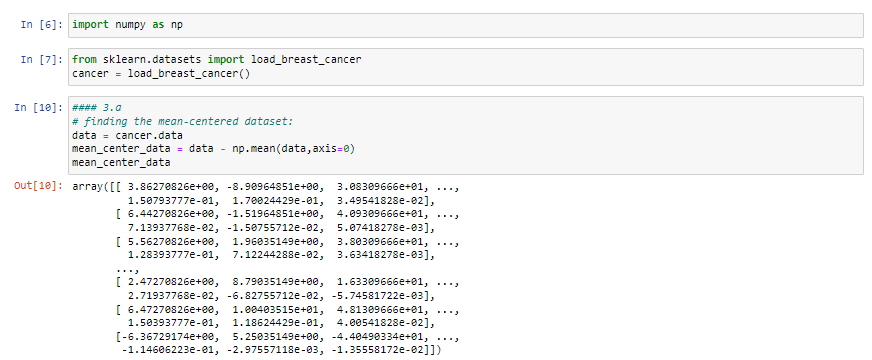 In [6]: import numpy as np
In [7]: from sklearn.datasets import load_breast_cancer
cancer = load_breast_cancer()
In [10]: #### 3.a
# finding the mean-centered dataset:
data = cancer.data
mean_center_data = data - np.mean(data,axis=0)
mean_center_data
Out[10]: array([[ 3.86270826e+00, -8.90964851e+00, 3.08309666e+01, ...,
1.50793777e-01, 1.70024429e-01, 3.49541828e-02],
[ 6.44270826e+00, -1.51964851e+00, 4.09309666e+01, ...,
7.13937768e-02, -1.50755712e-02, 5.07418278e-03],
[ 5.56270826e+00, 1.96035149e+00, 3.80309666e+01, ...,
1.28393777e-01, 7.12244288e-02, 3.63418278e-03],
...,
[ 2.47270826e+00, 8.79035149e+00, 1.63309666e+01, ...,
2.71937768e-02, -6.82755712e-02, -5.74581722e-03],
[ 6.47270826e+00, 1.00403515e+01, 4.81309666e+01, ...,
1.50393777e-01, 1.18624429e-01, 4.00541828e-02],
[-6.36729174e+00, 5.25035149e+00, -4.40490334e+01, ...,
-1.14606223e-01, -2.97557118e-03, -1.35558172e-02]])